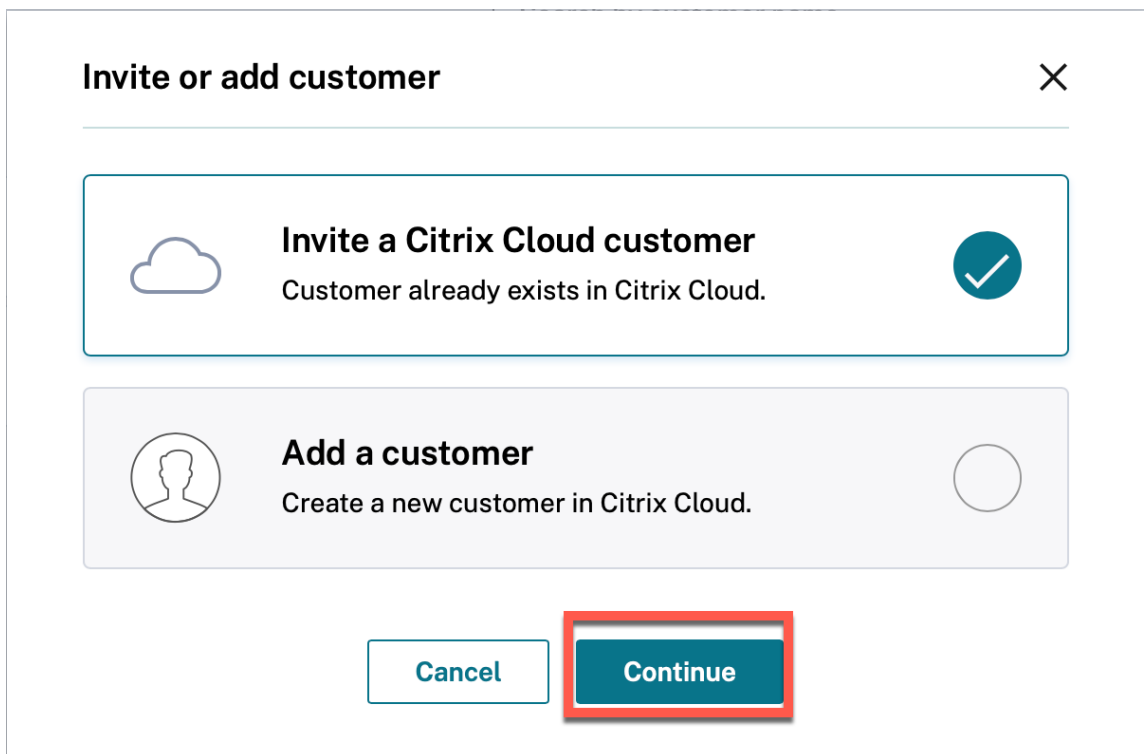 Invite or add customer
Invite a Citrix Cloud customer
Customer already exists in Citrix Cloud.
Add a customer
Create a new customer in Citrix Cloud.
Cancel
Continue